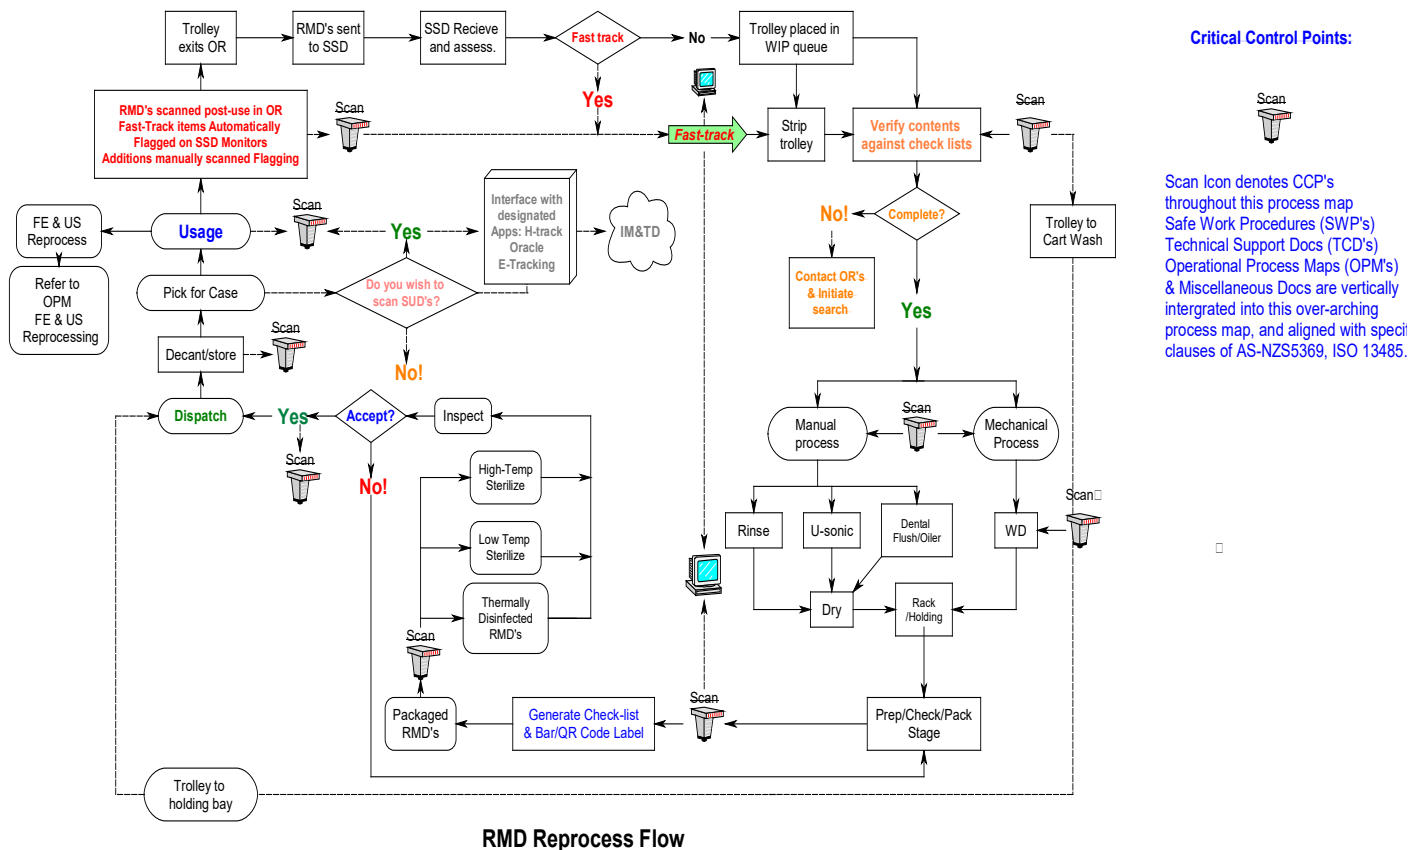 Trolley
exits OR
RMD's sent
to SSD
SSD Recieve
and assess.
Fast track
No
Trolley placed in
WIP queue
Critical Control Points:
Yes
RMD's scanned post-use in OR
Fast-Track items Automatically
Flagged on SSD Monitors
Additions manually scanned Flagging
Scan
Fast-track
Strip
trolley
Verify contents
against check lists
Scan
Scan
Scan Icon denotes CCP's
throughout this process map
Safe Work Procedures (SWP's)
Technical Support Docs (TCD's)
Operational Process Maps (OPM's)
& Miscellaneous Docs are vertically
intergrated into this over-arching
process map, and aligned with specif
clauses of AS-NZS5369, ISO 13485.
FE & US
Reprocess
Usage
Scan
Yes
Interface with
designated
Apps: H-track
Oracle
E-Tracking
IM&TD
No!
Complete?
Trolley to
Cart Wash
Refer to
OPM
FE & US
Reprocessing
Pick for Case
Do you wish to
scan SUD's?
Contact OR's
& Initiate
search
Yes
Decant/store
Scan
No!
Dispatch
Yes
Accept?
Inspect
Scan
No!
Manual
process
Scan
Mechanical
Process
High-Temp
Sterilize
Low Temp
Sterilize
Thermally
Disinfected
RMD's
Rinse
U-sonic
Dental
Flush/Oiler
WD
Scan
Dry
Rack
/Holding
Scan
Packaged
RMD's
Generate Check-list
& Bar/QR Code Label
Scan
Prep/Check/Pack
Stage
Trolley to
holding bay
RMD Reprocess Flow